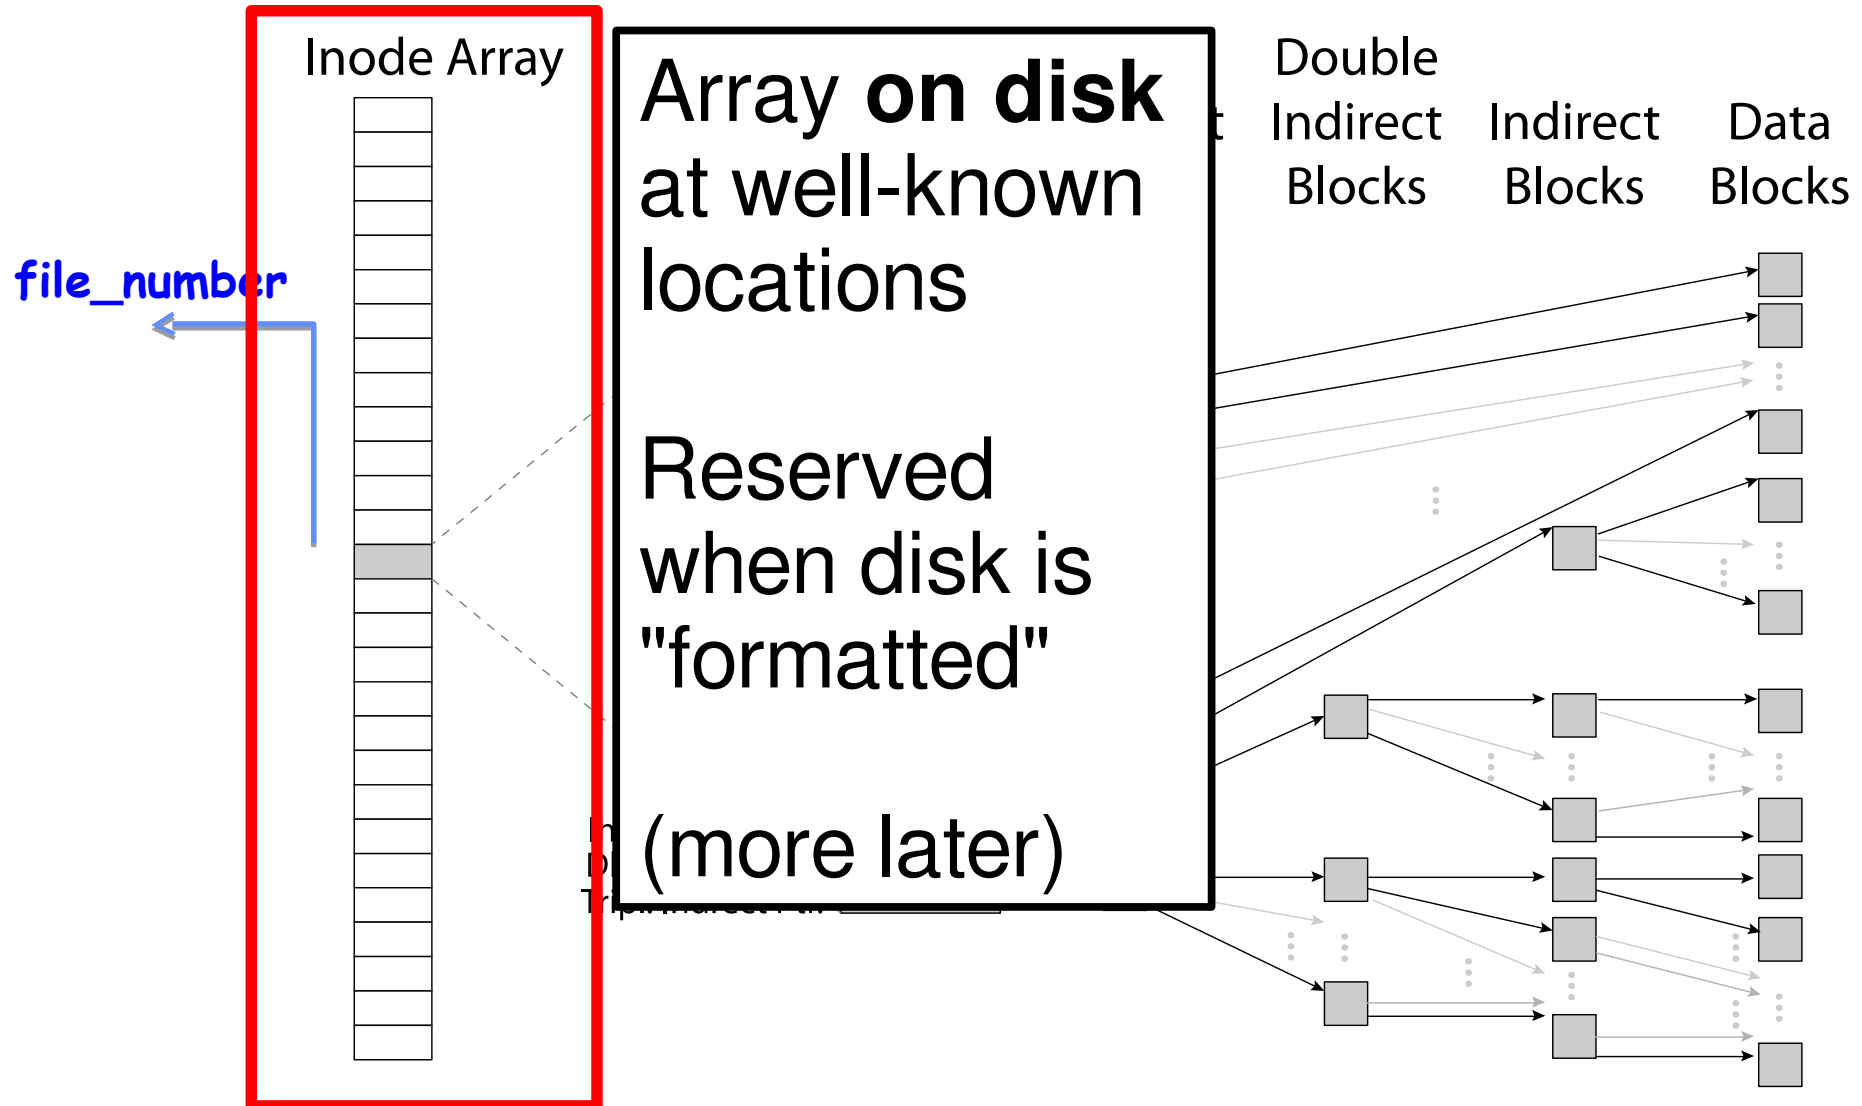 Inode Array
Array on disk
at well-known
locations
Reserved
when disk is
"formatted"
(more later)
Double
Indirect
Blocks
Indirect
Blocks
Data
Blocks
file_number